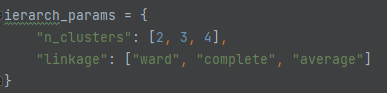 ierarch_params = {
    "n_clusters": [2, 3, 4],
    "linkage": ["ward", "complete", "average"]
}